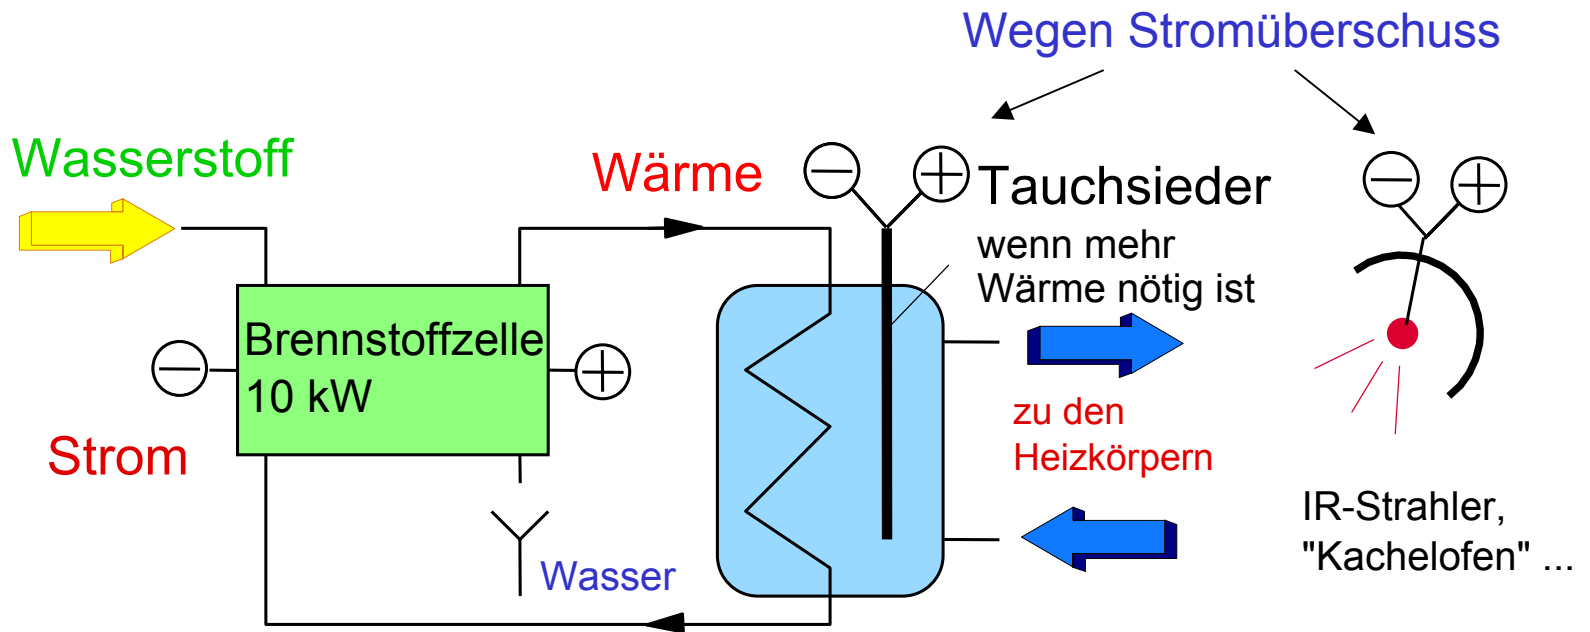 Wegen Stromüberschuss
Wasserstoff
Wärme
Tauchsieder
wenn mehr
Wärme nötig ist
Brennstoffzelle
10 kW
Strom
zu den
Heizkörpern
Wasser
IR-Strahler,
"Kachelofen" ...